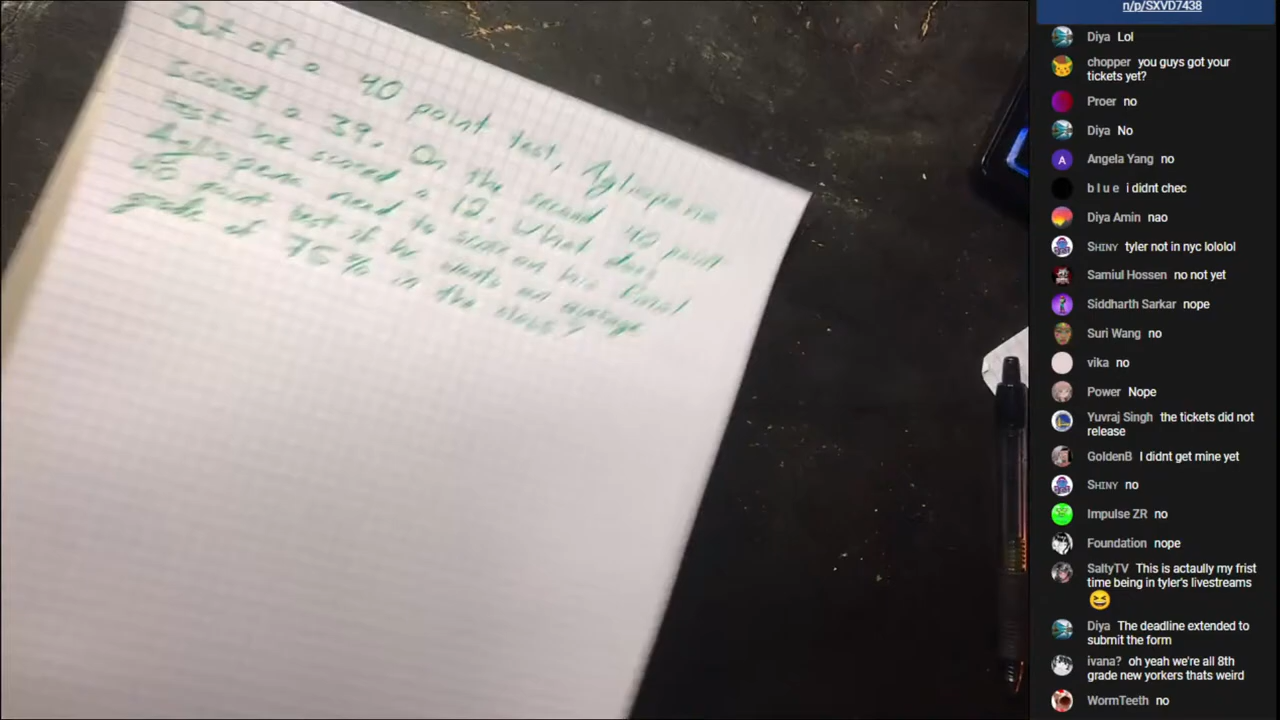 Out of a 40 point test, Agliopena
scored a 39. On the second 40 point
test he scored a 12. What does
Agliopena need to score on his final
point test if he wants an average
grade of 75% in the class?
n/p/SXVD7438
Diya Lol
chopper you guys got your
tickets yet?
Proer no
Diya No
A
Angela Yang no
b l u e i didnt chec
Diya Amin nao
SHINY tyler not in nyc lololol
Samiul Hossen no not yet
Siddharth Sarkar nope
Suri Wang no
vika no
Power Nope
Yuvraj Singh the tickets did not
release
GoldenB I didnt get mine yet
SHINY no
Impulse ZR no
Foundation nope
SaltyTV This is actaully my frist
time being in tyler's livestreams
😆
Diya The deadline extended to
submit the form
ivana? oh yeah we're all 8th
grade new yorkers thats weird
WormTeeth no